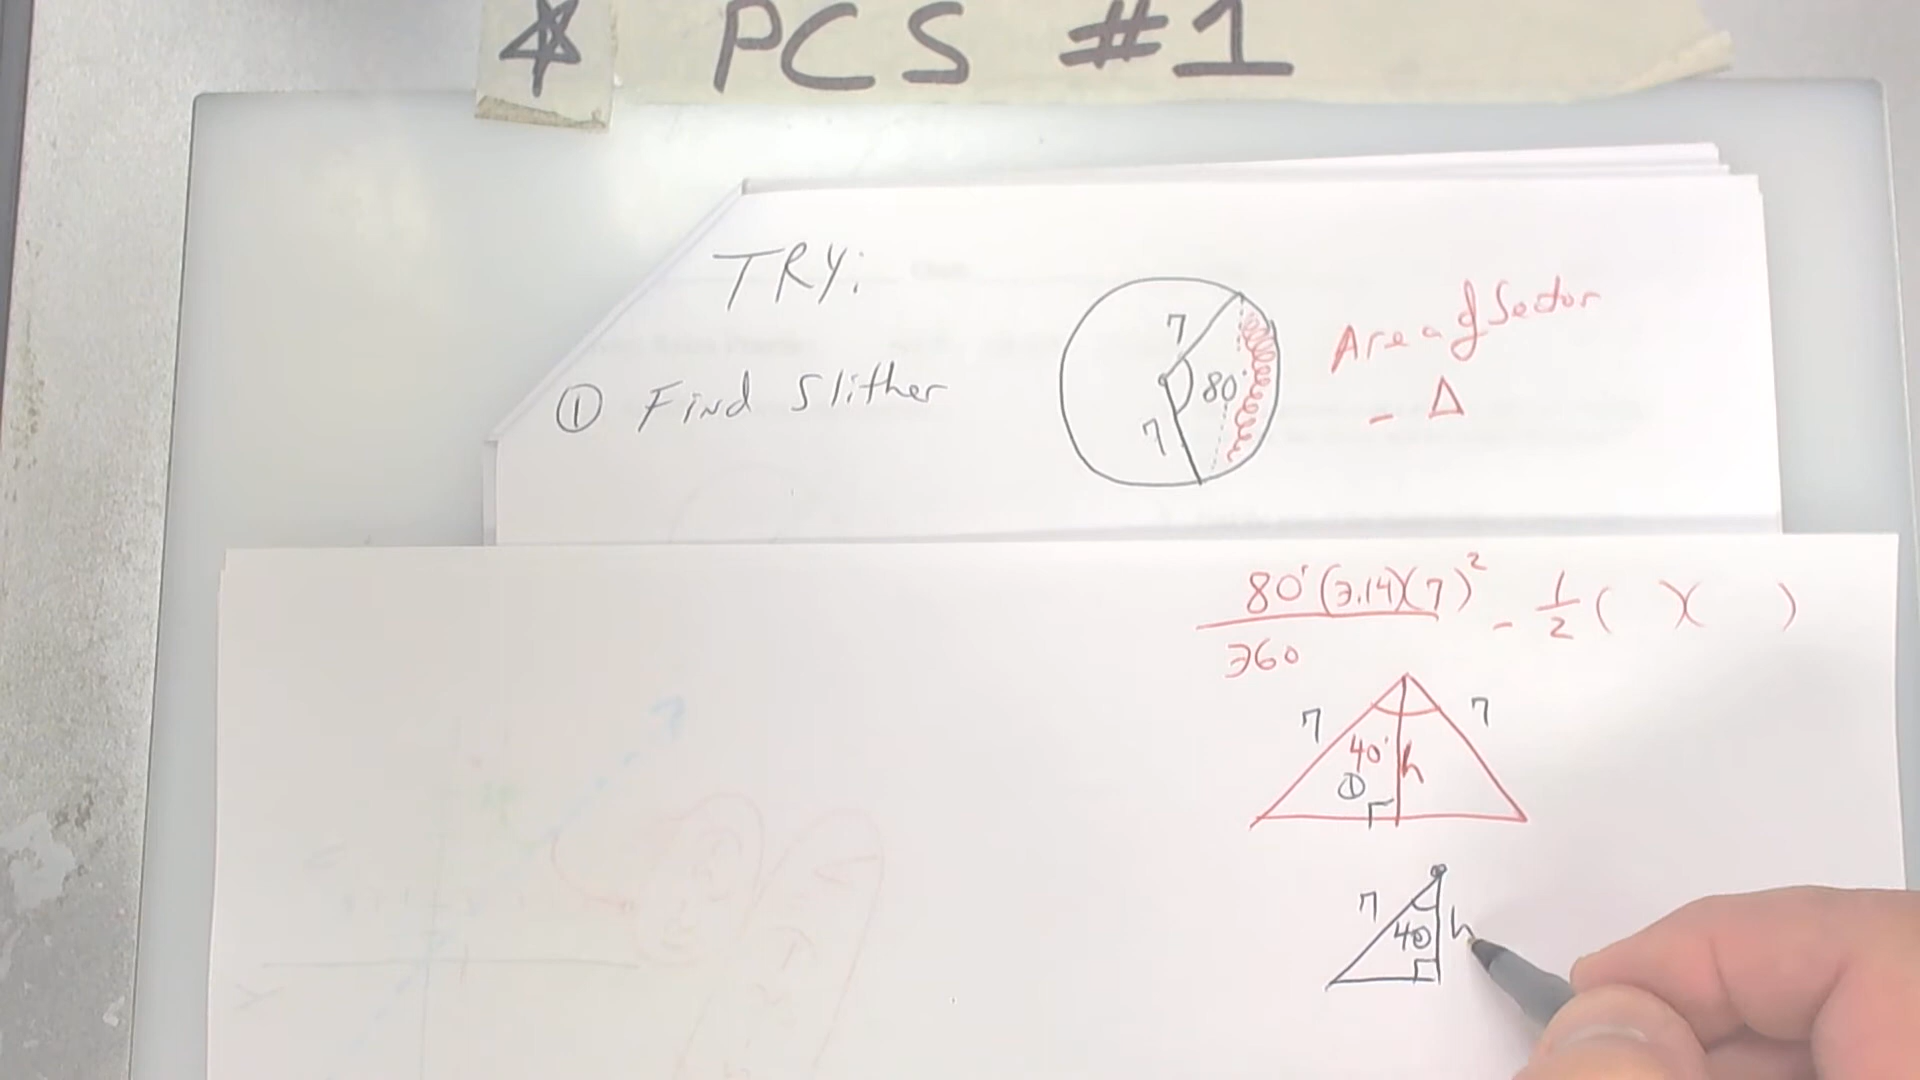 ☆ PCS #1
TRY:
① Find Slither
7
80°
7
Area of Sector
- Δ
80°(3.14)(7)² - 1/2 ( )( )
360
7 7
40° h
①
7
40 h